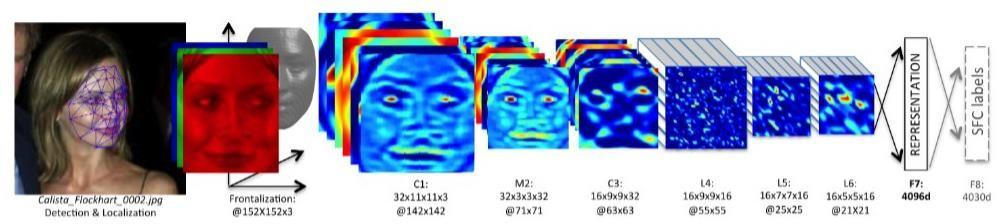 REPRESENTATION
SFC labels
Calista_Flockhart_0002.jpg
Detection & Localization
Frontalization:
@152X152x3
C1:
32x11x11x3
@142x142
M2:
32x3x3x32
@71x71
C3:
16x9x9x32
@63x63
L4:
16x9x9x16
@55x55
L5:
16x7x7x16
@25x25
L6:
16x5x5x16
@21X21
F7:
4096d
F8:
4030d